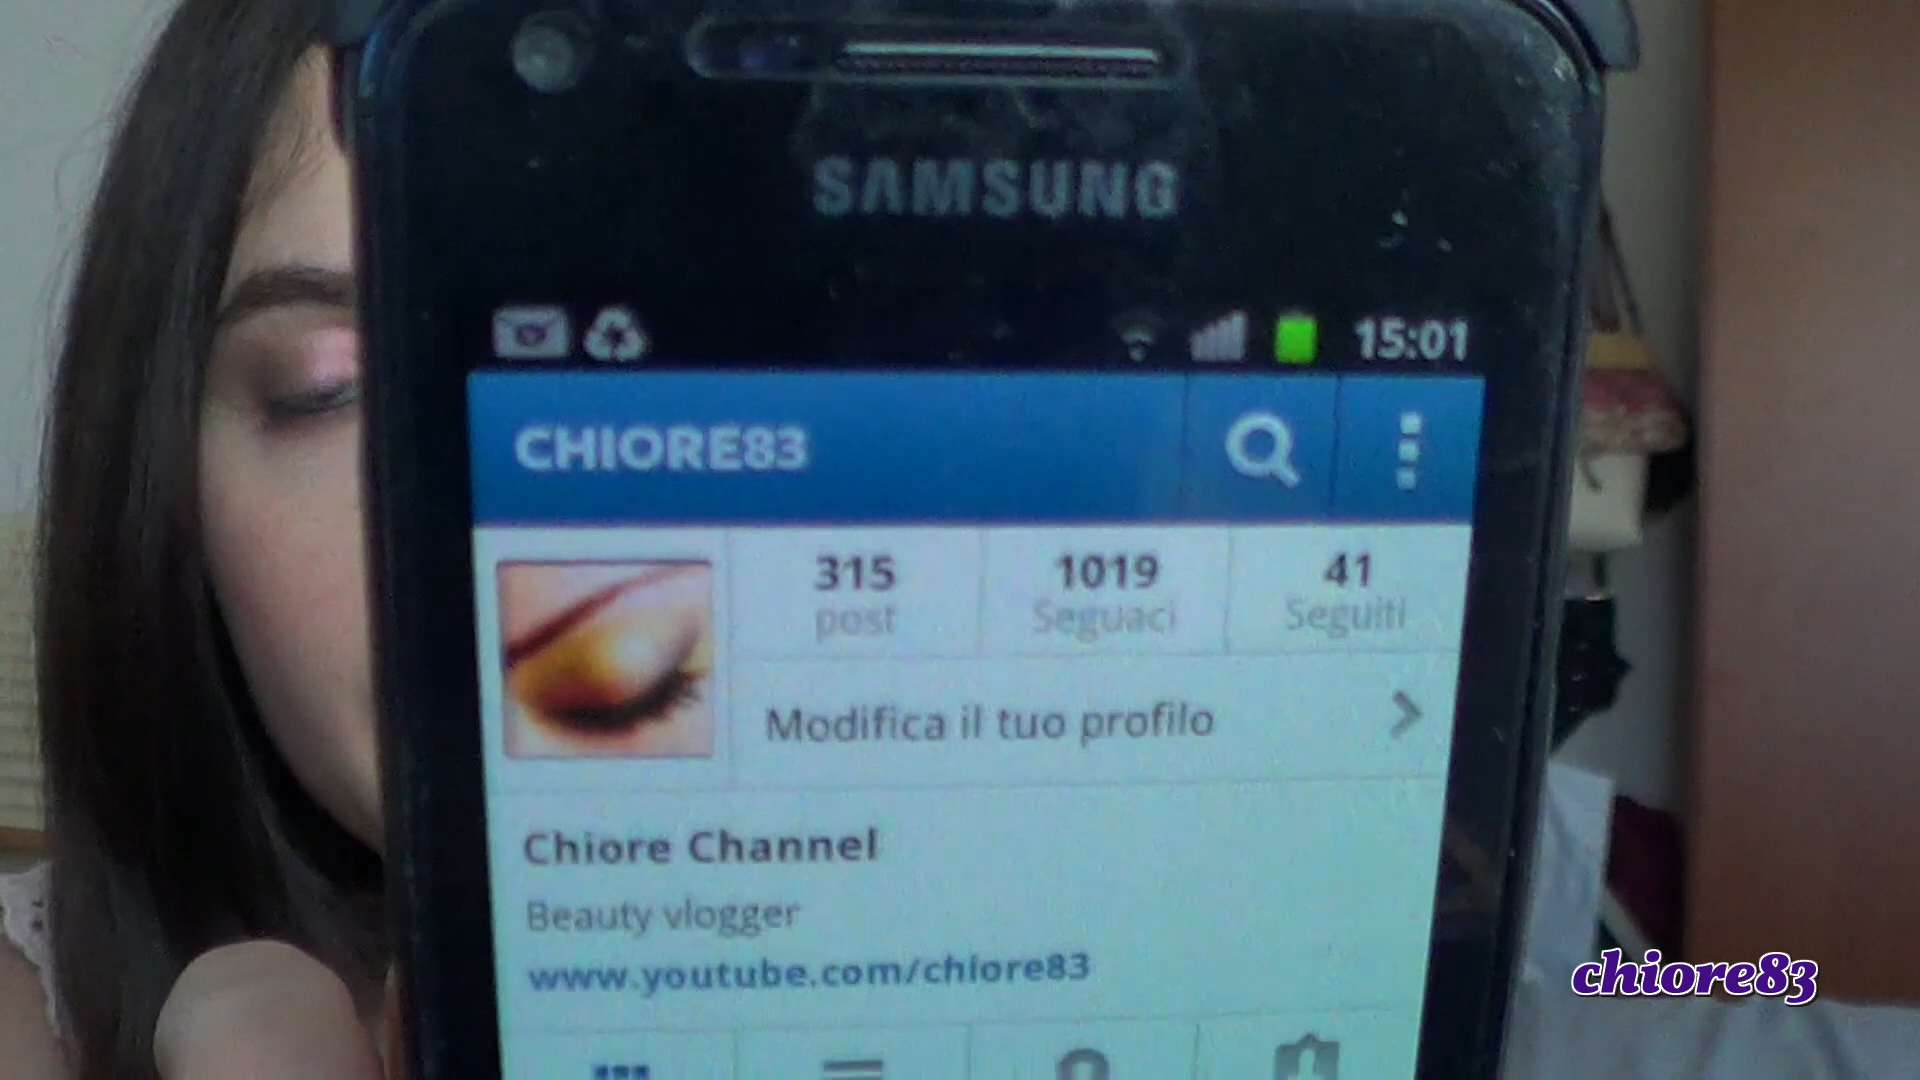 SAMSUNG
15:01
CHIORE83
315 1019 41
post Seguaci Seguiti
Modifica il tuo profilo
Chiore Channel
Beauty vlogger
www.youtube.com/chiore83
chiore83